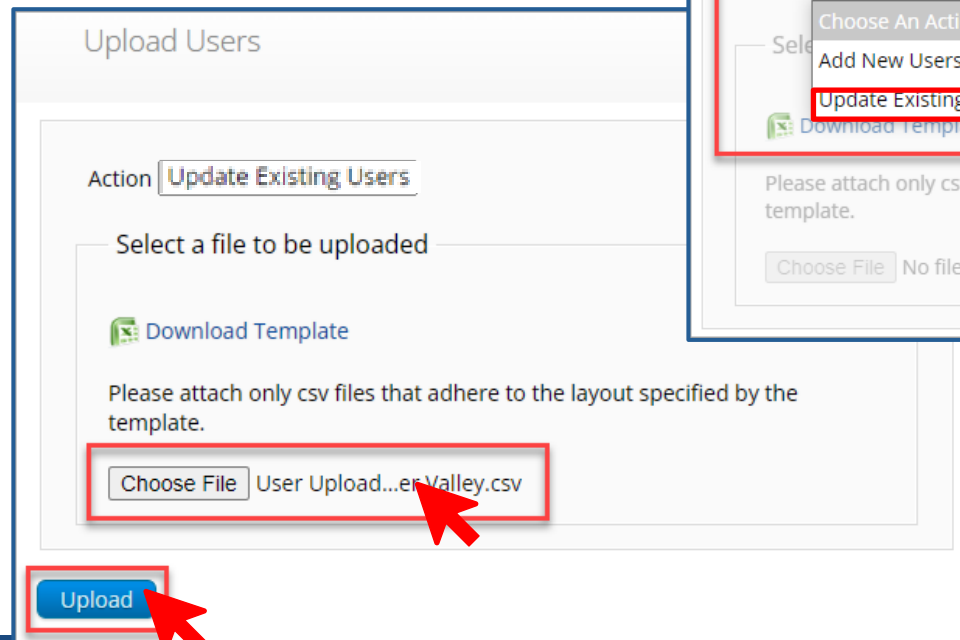 Upload Users
Action Update Existing Users
Select a file to be uploaded
Download Template
Please attach only csv files that adhere to the layout specified by the
template.
Choose File User Upload...er Valley.csv
Upload
Choose An Acti
Sele
Add New Users
Update Existing
Download Templ
Please attach only cs
template.
Choose File No file